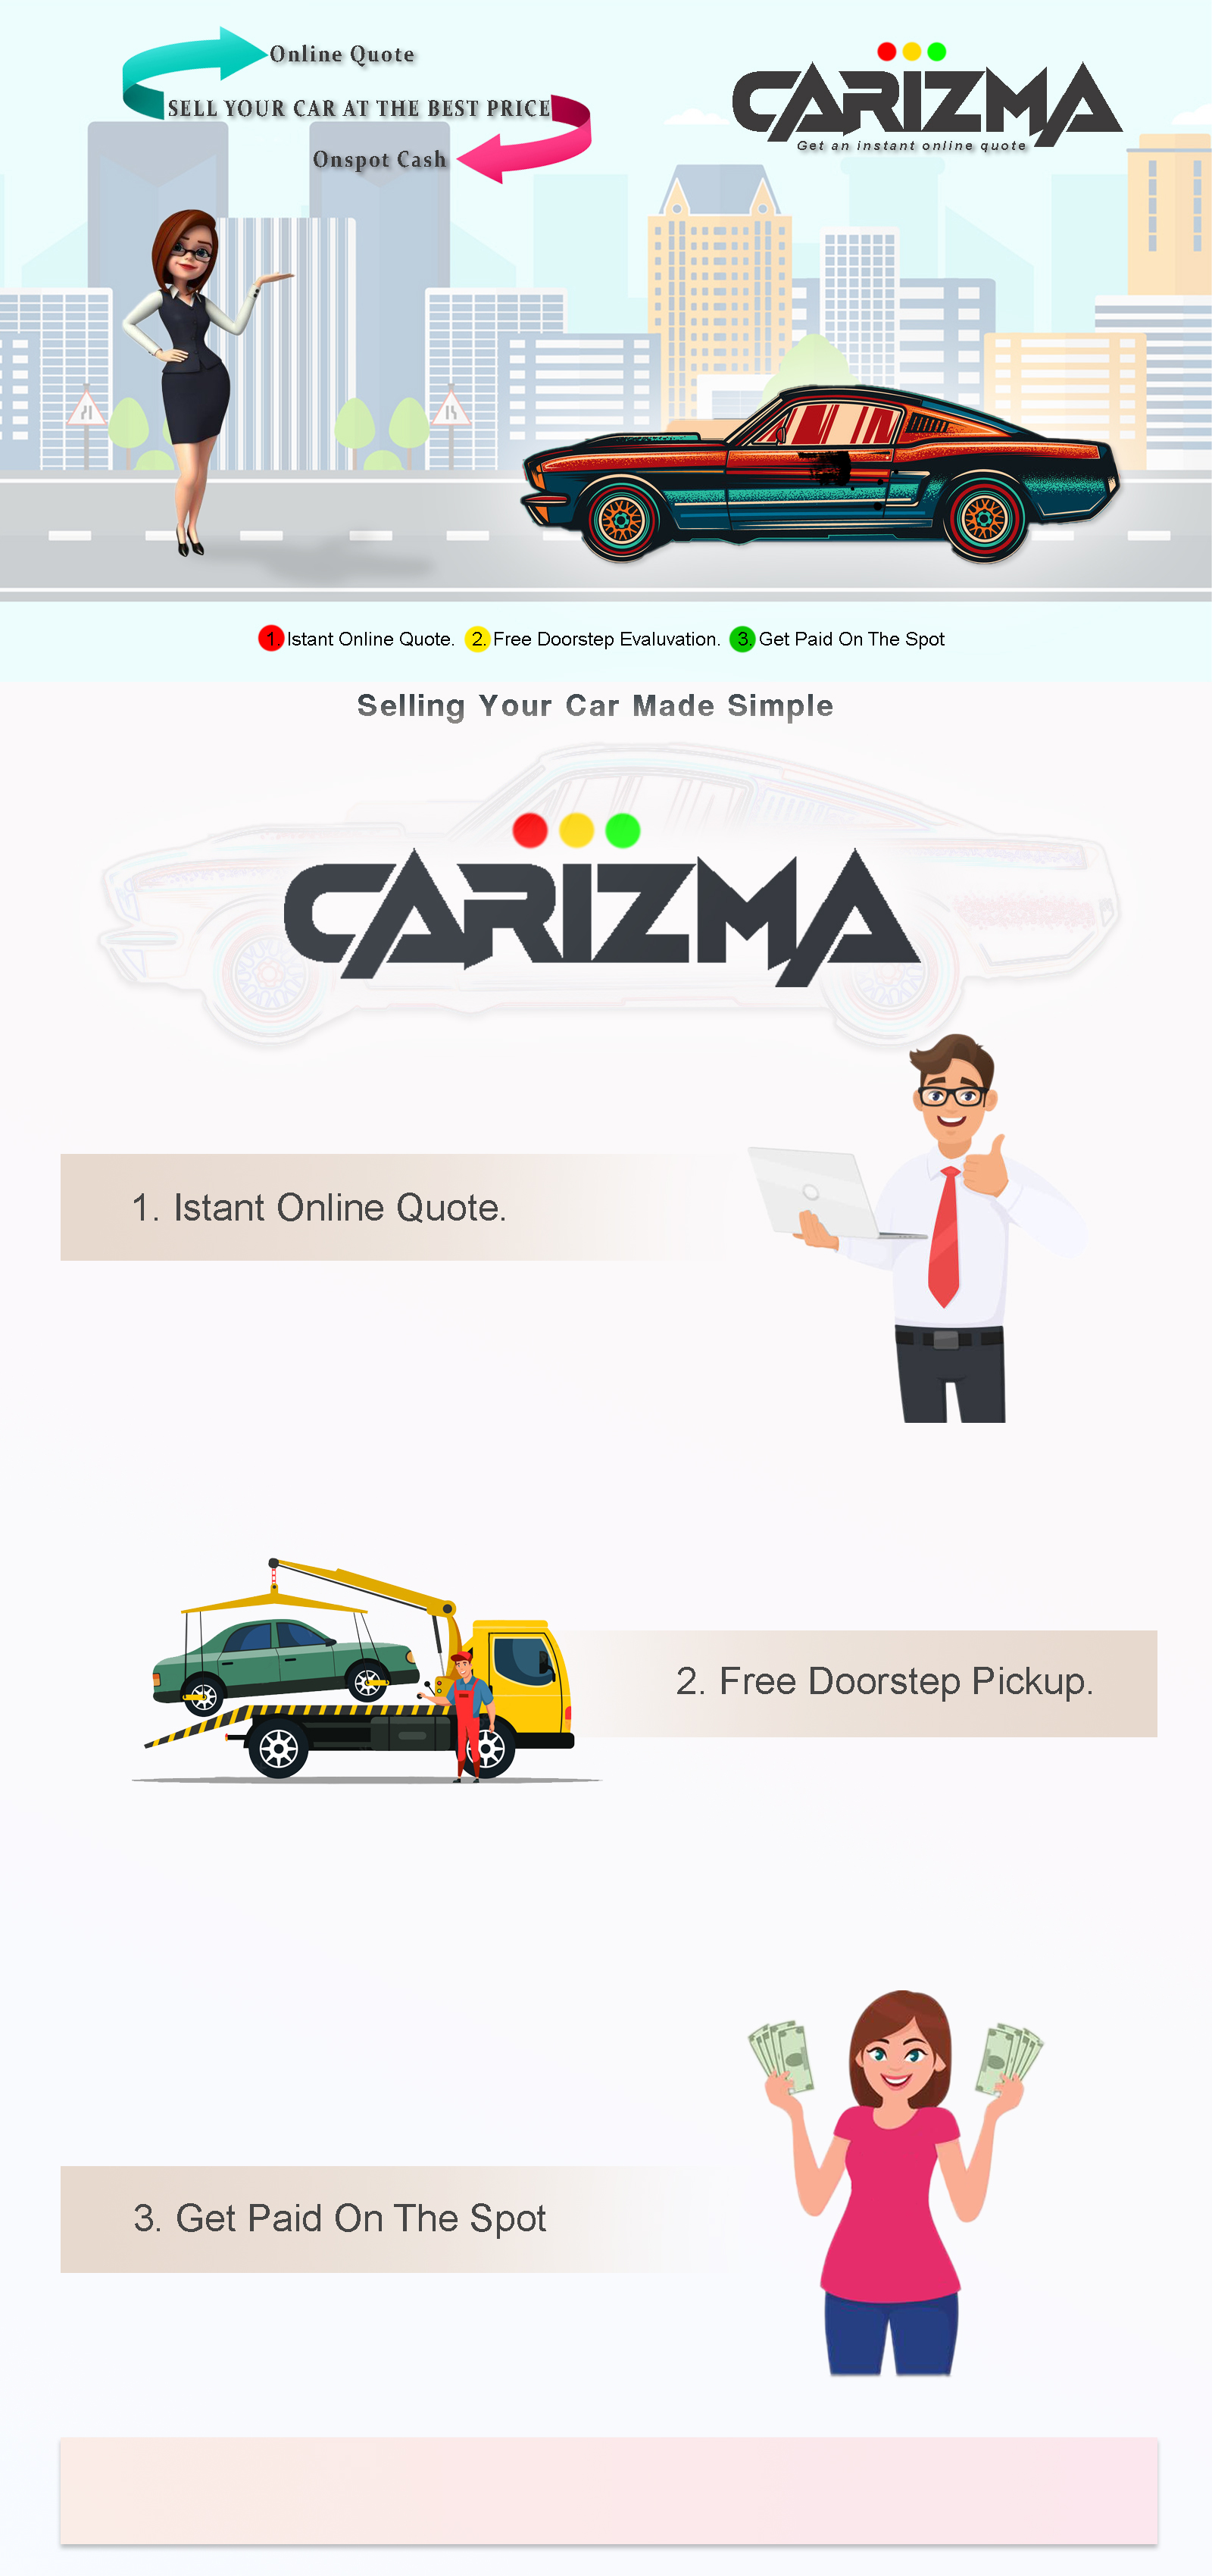 Online Quote
SELL YOUR CAR AT THE BEST PRICE
Onspot Cash
CARIZMA
Get an instant online quote
1. Istant Online Quote. 2. Free Doorstep Evaluvation. 3. Get Paid On The Spot
Selling Your Car Made Simple
CARIZMA
1. Istant Online Quote.
2. Free Doorstep Pickup.
3. Get Paid On The Spot